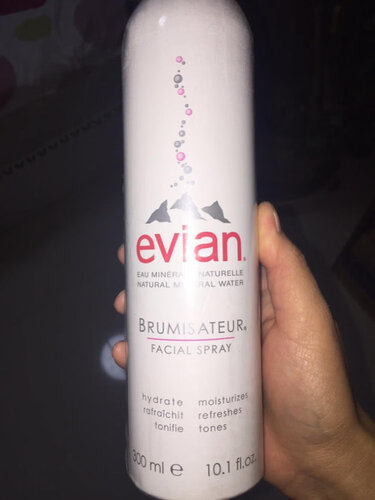 evian®
EAU MINÉRALE NATURELLE
NATURAL MINERAL WATER
BRUMISATEUR®
FACIAL SPRAY
hydrate moisturizes
rafraîchit refreshes
tonifie tones
300 ml e 10.1 fl.oz.